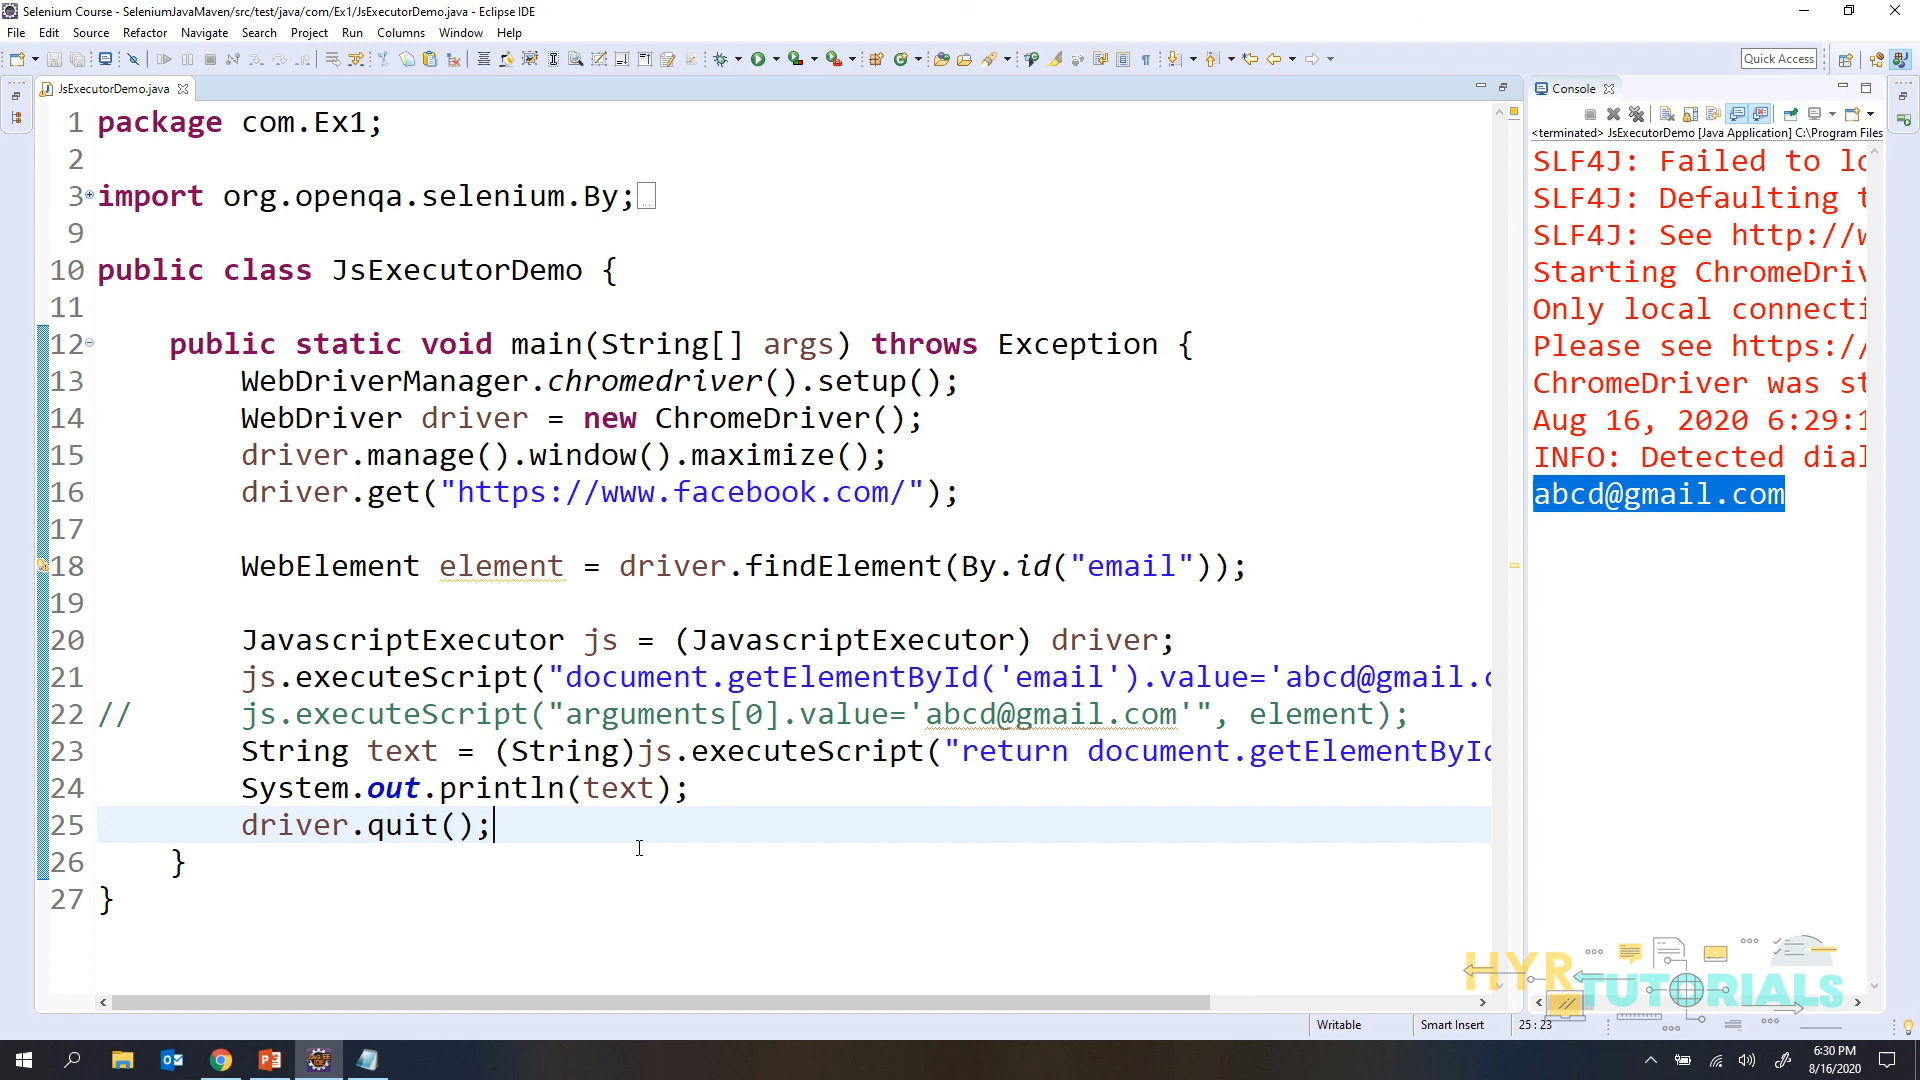 Selenium Course - SeleniumJavaMaven/src/test/java/com/Ex1/JsExecutorDemo.java - Eclipse IDE
File Edit Source Refactor Navigate Search Project Run Columns Window Help
Quick Access
JsExecutorDemo.java
1 package com.Ex1;
2
3 import org.openqa.selenium.By;
9
10 public class JsExecutorDemo {
11
12 public static void main(String[] args) throws Exception {
13 WebDriverManager.chromedriver().setup();
14 WebDriver driver = new ChromeDriver();
15 driver.manage().window().maximize();
16 driver.get("https://www.facebook.com/");
17
18 WebElement element = driver.findElement(By.id("email"));
19
20 JavascriptExecutor js = (JavascriptExecutor) driver;
21 js.executeScript("document.getElementById('email').value='abcd@gmail.c
22 // js.executeScript("arguments[0].value='abcd@gmail.com'", element);
23 String text = (String)js.executeScript("return document.getElementById
24 System.out.println(text);
25 driver.quit();
26 }
27 }
Console
<terminated> JsExecutorDemo [Java Application] C:\Program Files
SLF4J: Failed to lo
SLF4J: Defaulting t
SLF4J: See http://w
Starting ChromeDriv
Only local connecti
Please see https://
ChromeDriver was st
Aug 16, 2020 6:29:1
INFO: Detected dial
abcd@gmail.com
HYR TUTORIALS
Writable Smart Insert 25 : 23
6:30 PM
8/16/2020